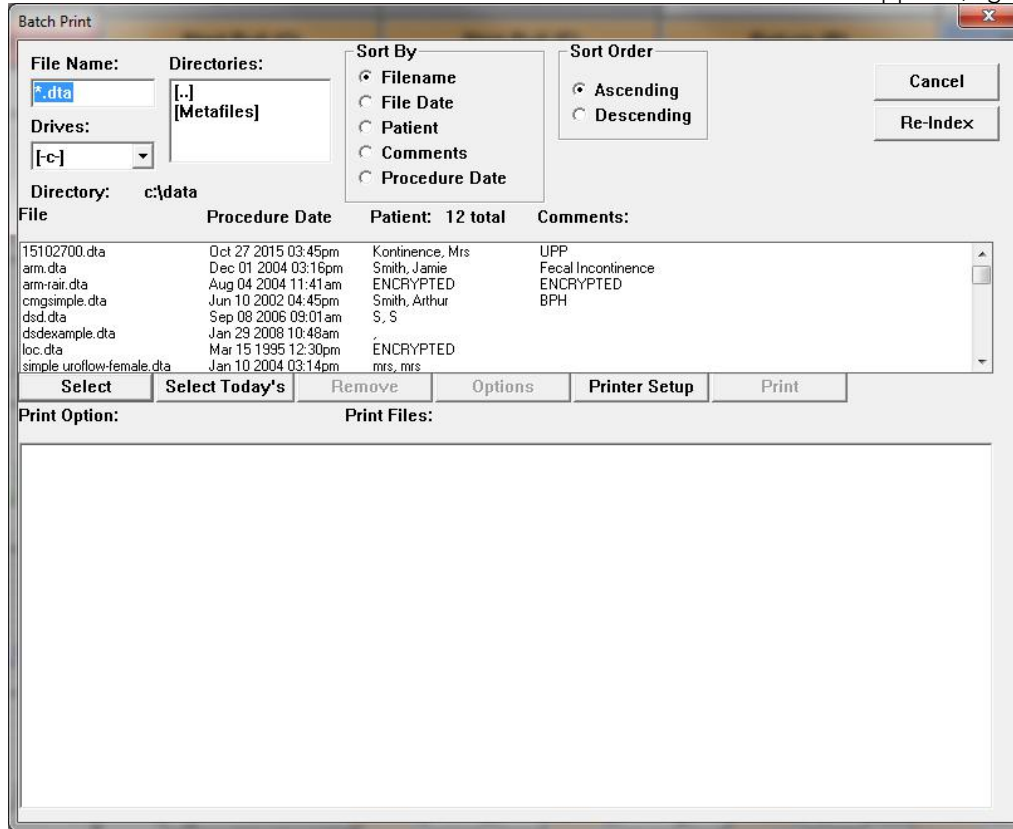 Batch Print
File Name: Directories:
*.dta
[..]
[Metafiles]
Drives:
[-c-]
Directory: c:\data
Sort By
Filename
File Date
Patient
Comments
Procedure Date
Sort Order
Ascending
Descending
Cancel
Re-Index
File Procedure Date Patient: 12 total Comments:
15102700.dta Oct 27 2015 03:45pm Kontinence, Mrs UPP
arm.dta Dec 01 2004 03:16pm Smith, Jamie Fecal Incontinence
arm-rair.dta Aug 04 2004 11:41am ENCRYPTED ENCRYPTED
cmgsimple.dta Jun 10 2002 04:45pm Smith, Arthur BPH
dsd.dta Sep 08 2006 09:01am S, S
dsdexample.dta Jan 29 2008 10:48am ,
loc.dta Mar 15 1995 12:30pm ENCRYPTED
simple uroflow-female.dta Jan 10 2004 03:14pm mrs, mrs
Select Select Today's Remove Options Printer Setup Print
Print Option: Print Files: